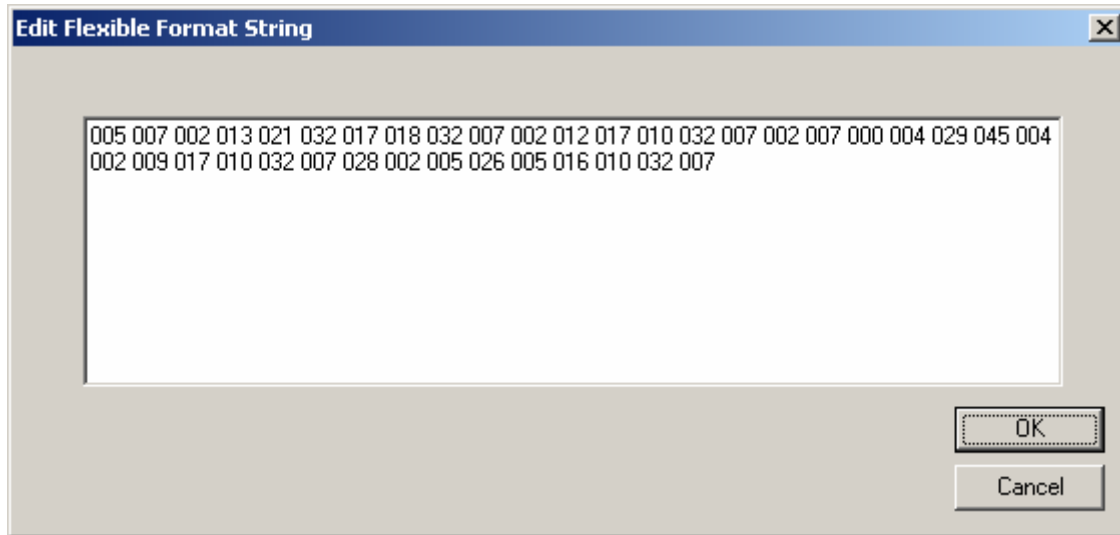 Edit Flexible Format String
005 007 002 013 021 032 017 018 032 007 002 012 017 010 032 007 002 007 000 004 029 045 004
002 009 017 010 032 007 028 002 005 026 005 016 010 032 007
OK
Cancel